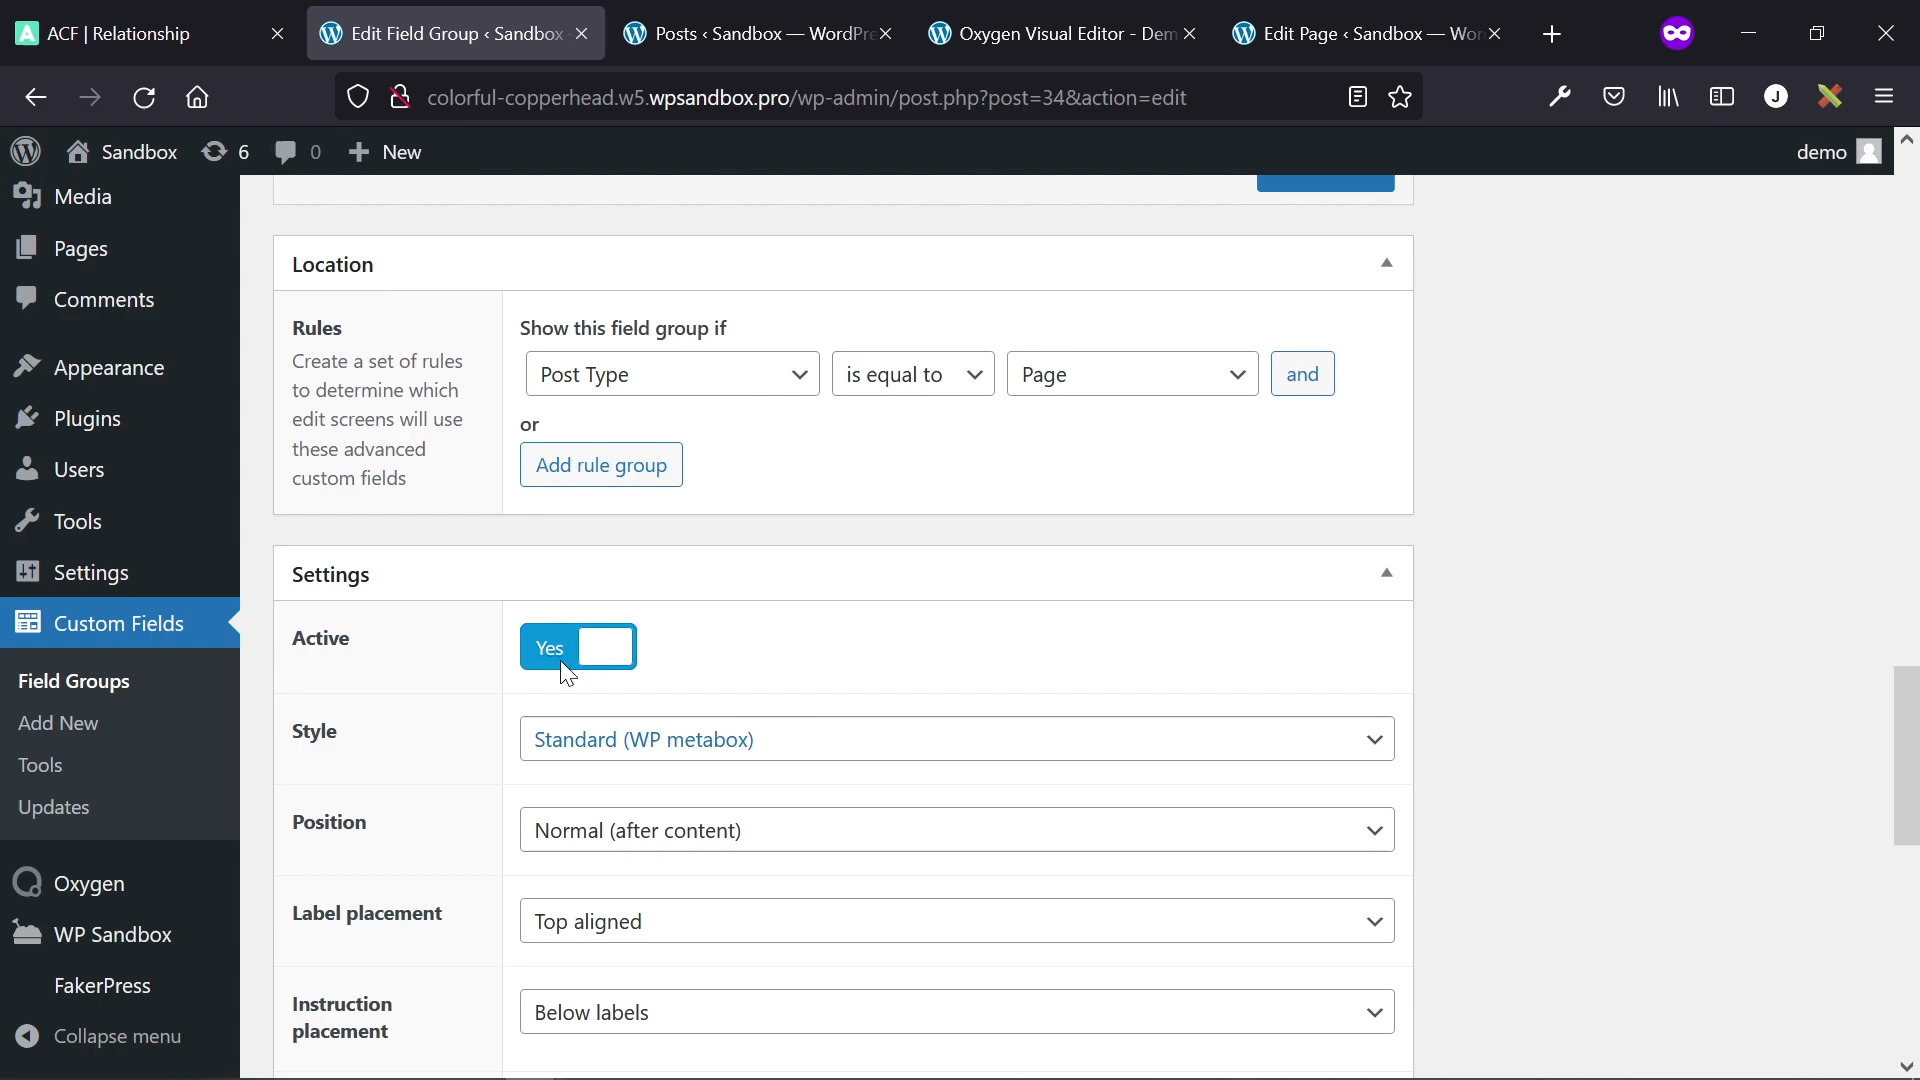 ACF | Relationship
Edit Field Group ‹ Sandbox
Posts ‹ Sandbox — WordPre
Oxygen Visual Editor - Dem
Edit Page ‹ Sandbox — Wor
colorful-copperhead.w5.wpsandbox.pro/wp-admin/post.php?post=34&action=edit
J
Sandbox
6
0
New
demo
Media
Pages
Comments
Appearance
Plugins
Users
Tools
Settings
Custom Fields
Field Groups
Add New
Tools
Updates
Oxygen
WP Sandbox
FakerPress
Collapse menu
Location
Rules
Create a set of rules
to determine which
edit screens will use
these advanced
custom fields
Show this field group if
Post Type
is equal to
Page
and
or
Add rule group
Settings
Active
Yes
Style
Standard (WP metabox)
Position
Normal (after content)
Label placement
Top aligned
Instruction
placement
Below labels